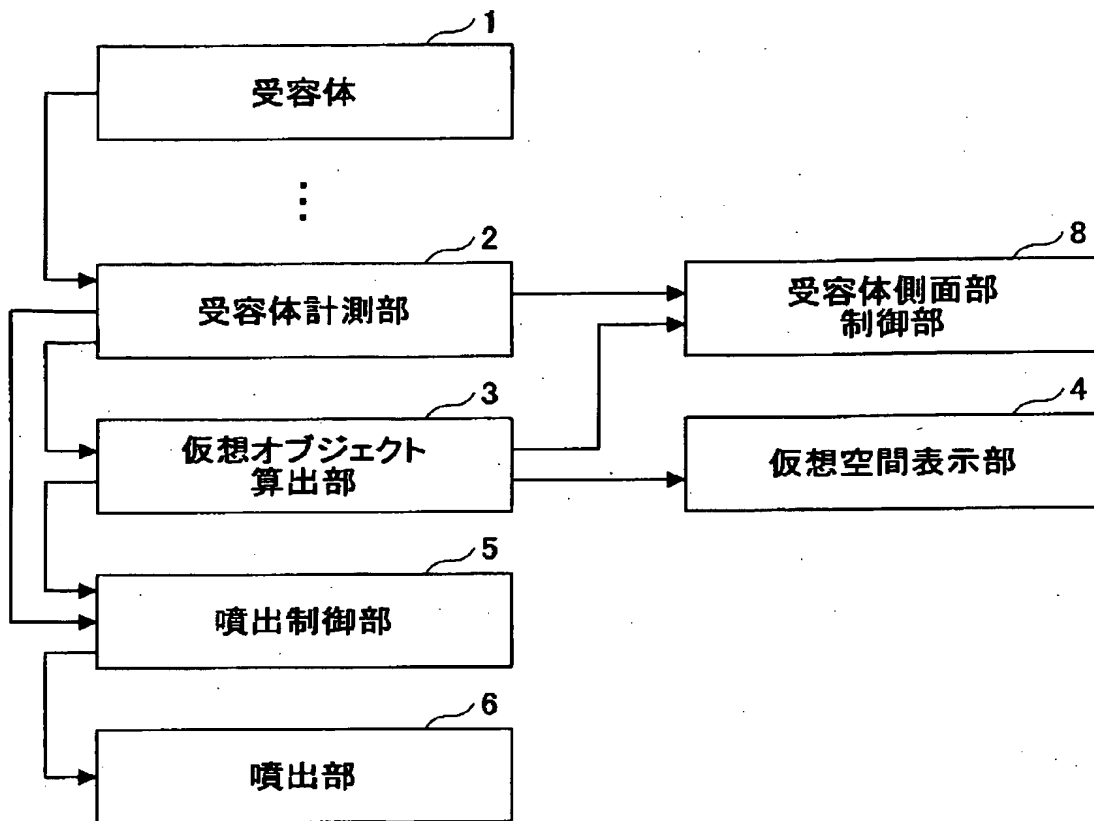 1
受容体
⋮
2
受容体計測部
8
受容体側面部
制御部
3
仮想オブジェクト
算出部
4
仮想空間表示部
5
噴出制御部
6
噴出部